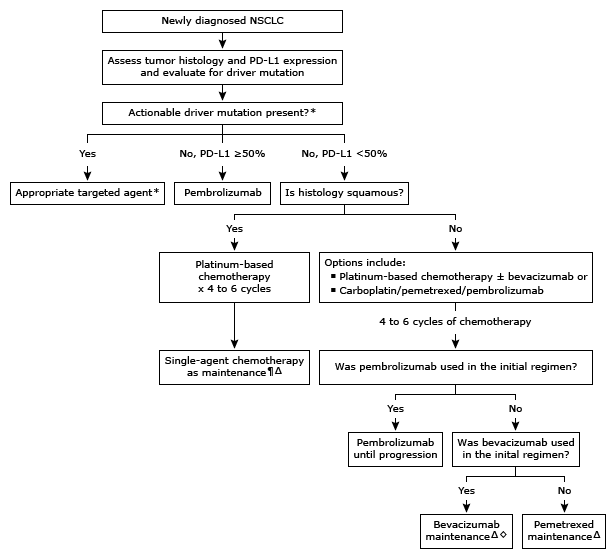 Newly diagnosed NSCLC
Assess tumor histology and PD-L1 expression
and evaluate for driver mutation
Actionable driver mutation present?*
Yes
No, PD-L1 ≥50%
No, PD-L1 <50%
Appropriate targeted agent*
Pembrolizumab
Is histology squamous?
Yes
No
Platinum-based
chemotherapy
x 4 to 6 cycles
Options include:
▪ Platinum-based chemotherapy ± bevacizumab or
▪ Carboplatin/pemetrexed/pembrolizumab
4 to 6 cycles of chemotherapy
Single-agent chemotherapy
as maintenance¶Δ
Was pembrolizumab used in the initial regimen?
Yes
No
Pembrolizumab
until progression
Was bevacizumab used
in the inital regimen?
Yes
No
Bevacizumab
maintenanceΔ◇
Pemetrexed
maintenanceΔ